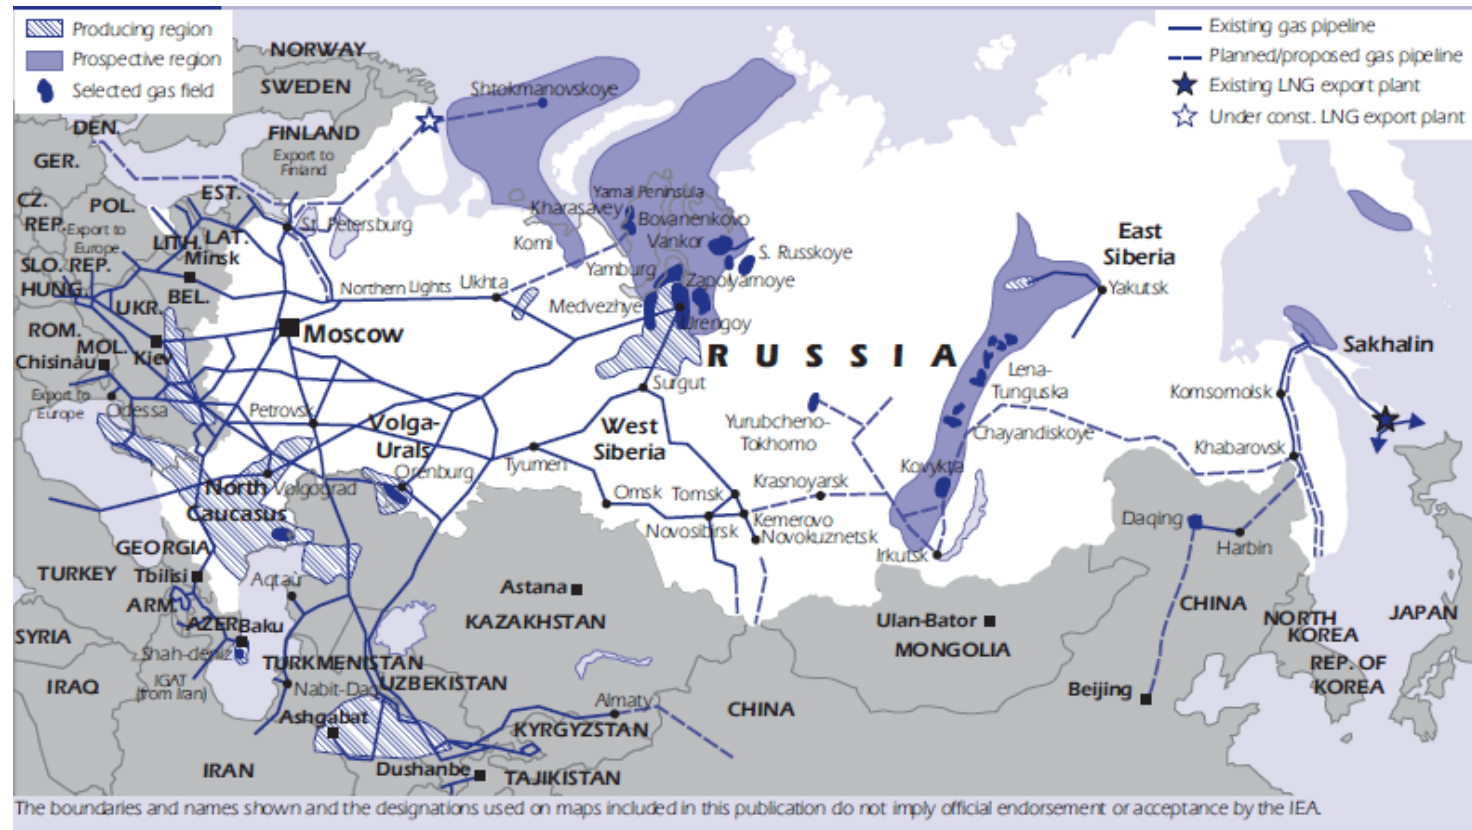 Producing region
Prospective region
Selected gas field
Existing gas pipeline
Planned/proposed gas pipeline
Existing LNG export plant
Under const. LNG export plant
NORWAY
SWEDEN
Shtokmanovskoye
DEN.
FINLAND
Export to
Finland
GER.
EST.
Yamal Peninsula
CZ.
REP.
POL.
Kharasavey
Bovanenkovo
Export to
Europe
St. Petersburg
LITH.
LAT.
Komi
Vankor
East
Siberia
Minsk
S. Russkoye
SLO. REP.
Yamburg
Zapolyarnoye
HUNG.
BEL.
Northern Lights
Ukhta
Yakutsk
UKR.
Medvezhye
Urengoy
ROM.
MOL.
Moscow
RUSSIA
Sakhalin
Chisinau
Kiev
Lena-
Tunguska
Surgut
Komsomolsk
Export to
Europe
Odessa
Petrovsk
Volga-
Urals
West
Siberia
Yurubcheno-
Tokhomo
Chayandiskoye
Khabarovsk
Tyumen
Orenburg
Kovykta
North
Caucasus
Volgograd
Omsk
Tomsk
Krasnoyarsk
Novosibirsk
Kemerovo
Novokuznetsk
Daqing
Harbin
Irkutsk
GEORGIA
TURKEY
Tbilisi
Aqtau
Astana
KAZAKHSTAN
ARM.
AZER.
Baku
Ulan-Bator
MONGOLIA
CHINA
NORTH
KOREA
JAPAN
SYRIA
Shah-deniz
TURKMENISTAN
REP. OF
KOREA
IRAQ
IGAT
(from Iran)
Nabit-Dag
UZBEKISTAN
Beijing
Ashgabat
Almaty
CHINA
KYRGYZSTAN
IRAN
Dushanbe
TAJIKISTAN
The boundaries and names shown and the designations used on maps included in this publication do not imply official endorsement or acceptance by the IEA.